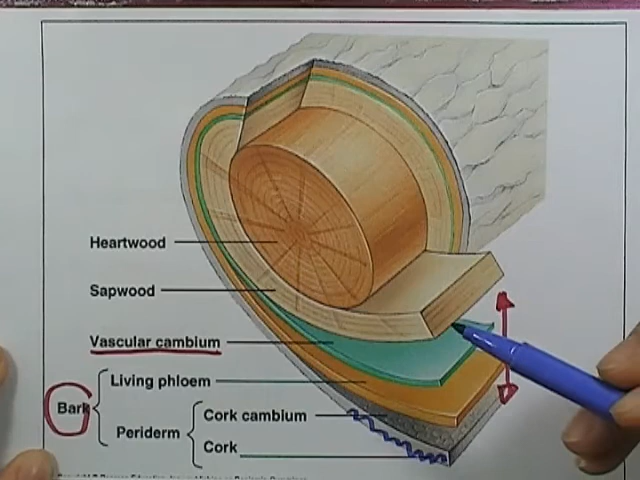 Heartwood
Sapwood
Vascular cambium
Living phloem
Bark
Cork cambium
Periderm
Cork